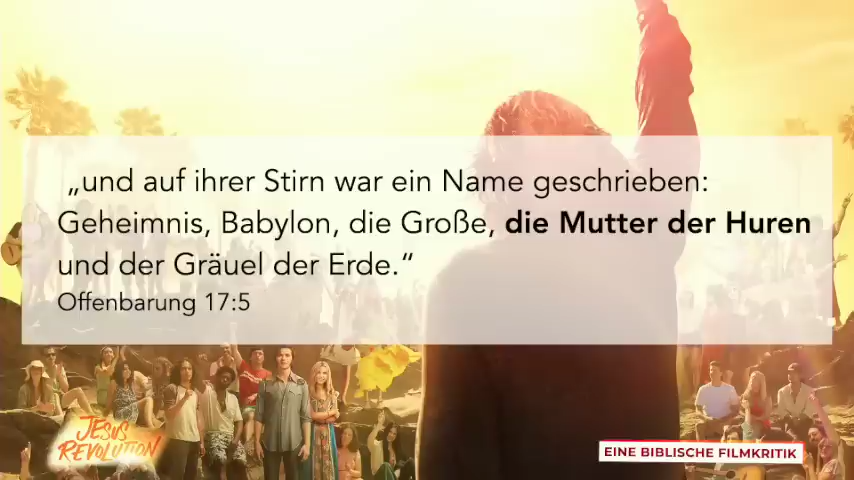 „und auf ihrer Stirn war ein Name geschrieben:
Geheimnis, Babylon, die Große, die Mutter der Huren
und der Gräuel der Erde.“
Offenbarung 17:5
JESUS
REVOLUTION
EINE BIBLISCHE FILMKRITIK